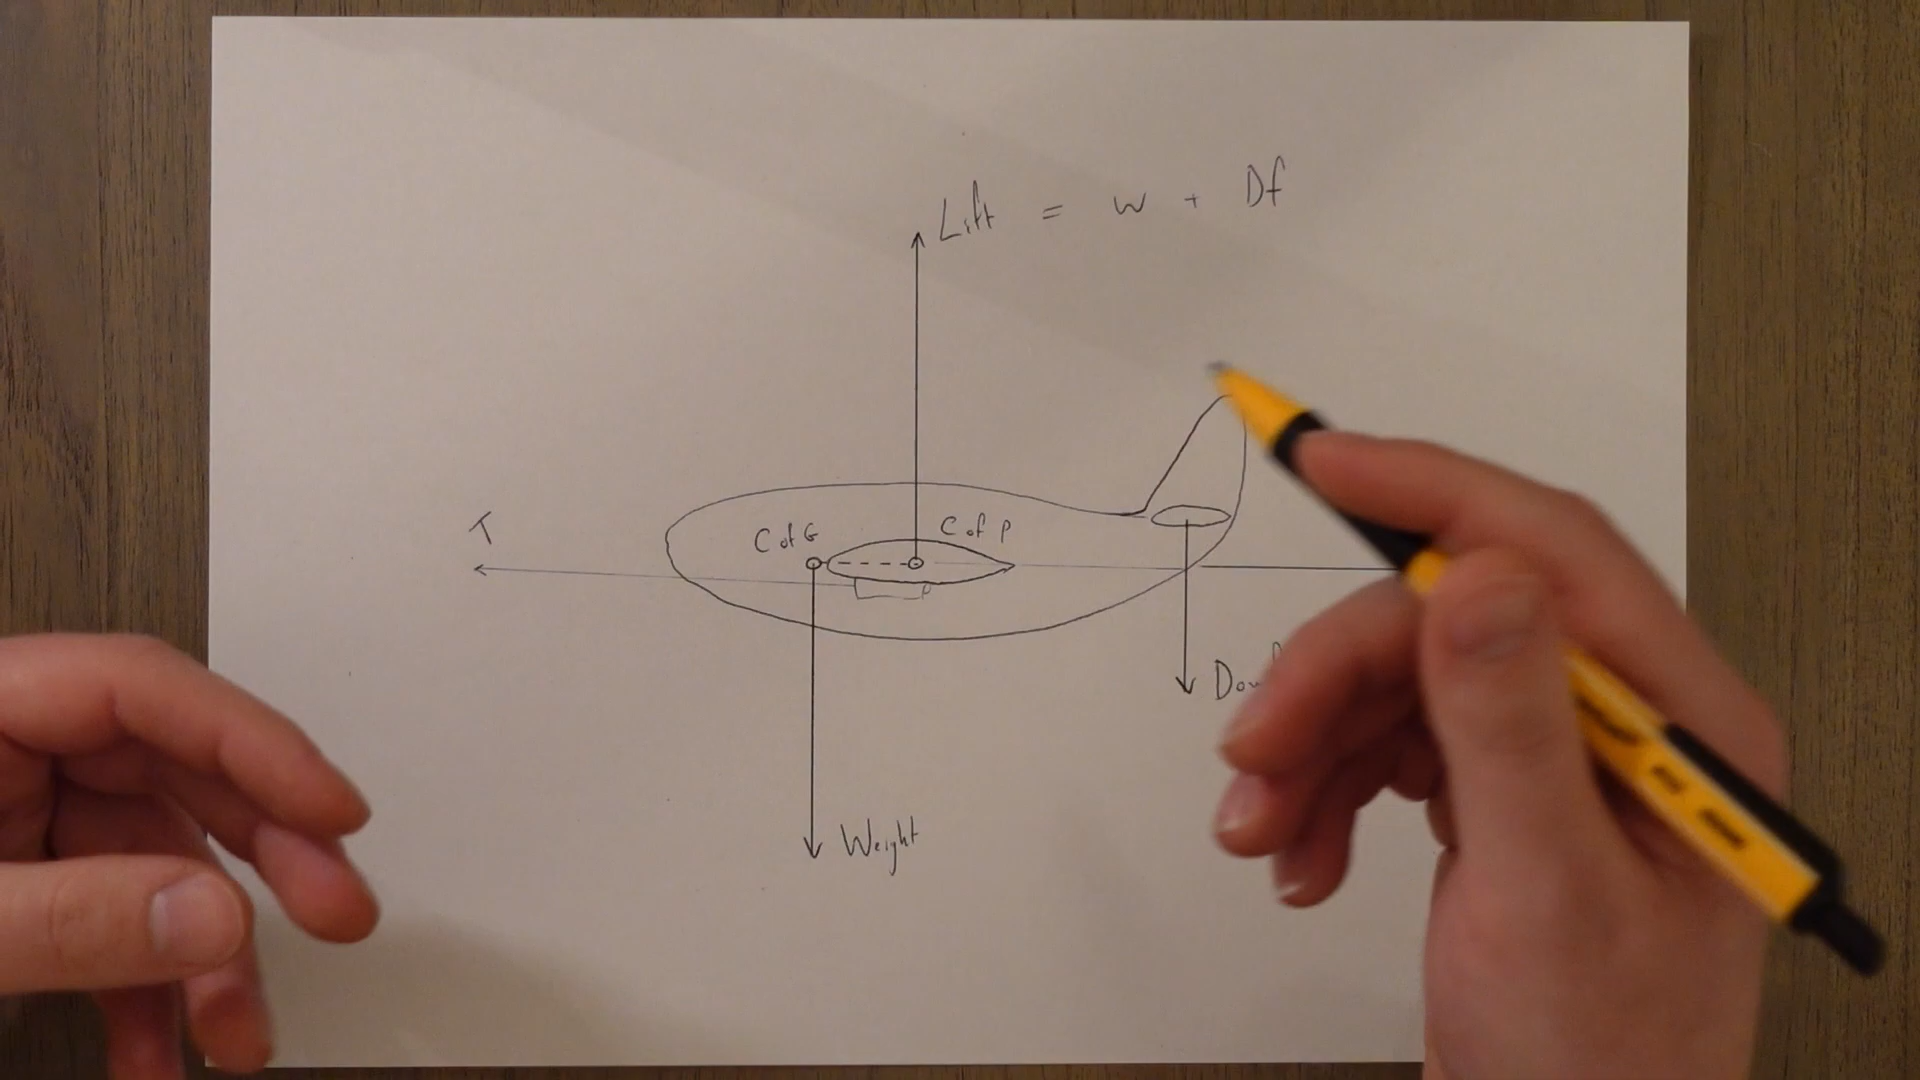 Lift = W + Df
T
C of G
C of P
P
Weight